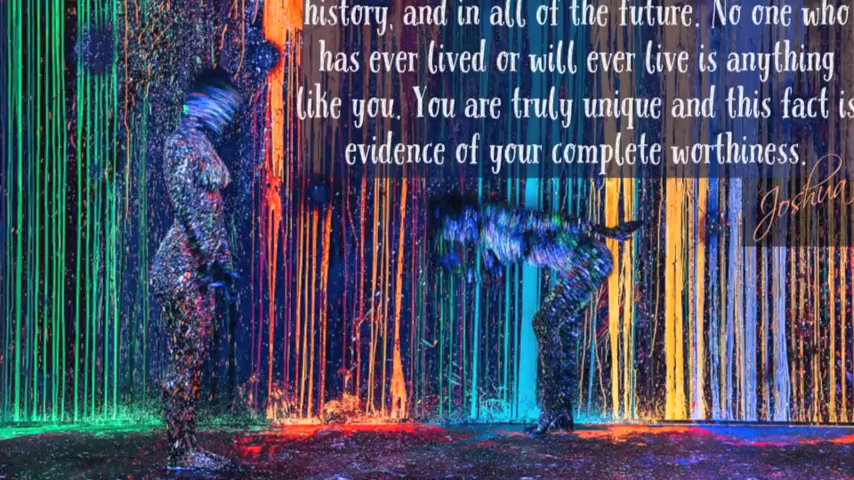 history, and in all of the future. No one who
has ever lived or will ever live is anything
like you. You are truly unique and this fact is
evidence of your complete worthiness.
Joshua